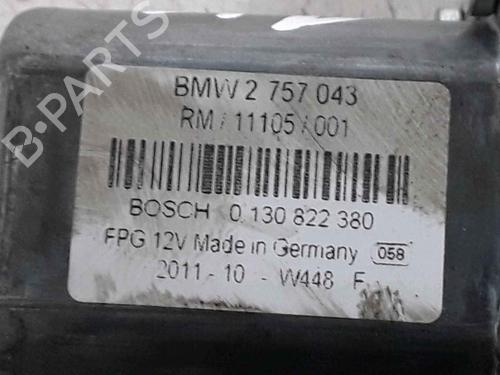 B-PARTS
BMW 2 757 043
RM / 11105 / 001
BOSCH 0 130 822 380
FPG 12V Made in Germany 058
2011 - 10 - W448 F